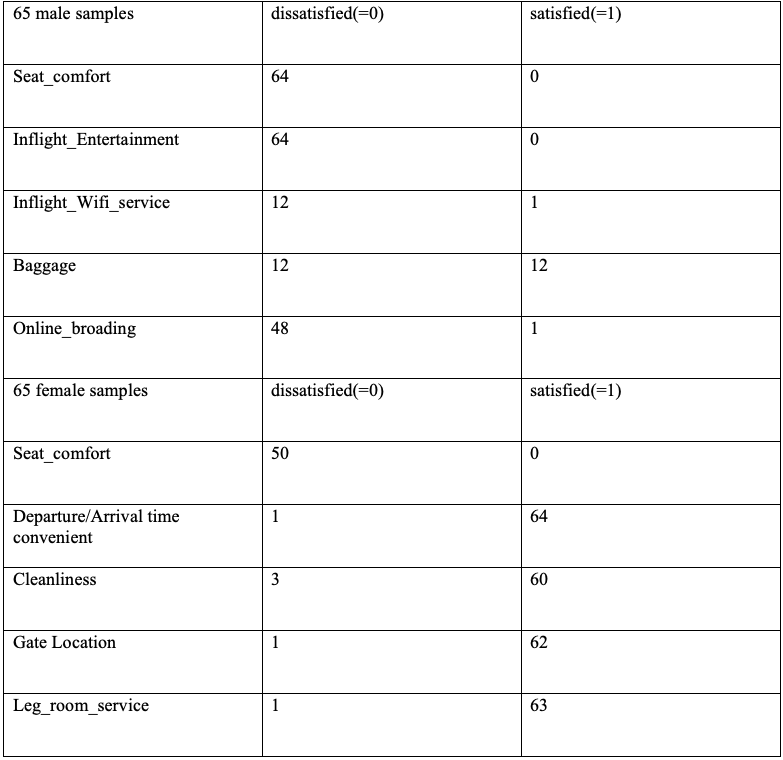 65 male samples dissatisfied(=0) satisfied(=1)
Seat_comfort 64 0
Inflight_Entertainment 64 0
Inflight_Wifi_service 12 1
Baggage 12 12
Online_broading 48 1
65 female samples dissatisfied(=0) satisfied(=1)
Seat_comfort 50 0
Departure/Arrival time 1 64
convenient
Cleanliness 3 60
Gate Location 1 62
Leg_room_service 1 63